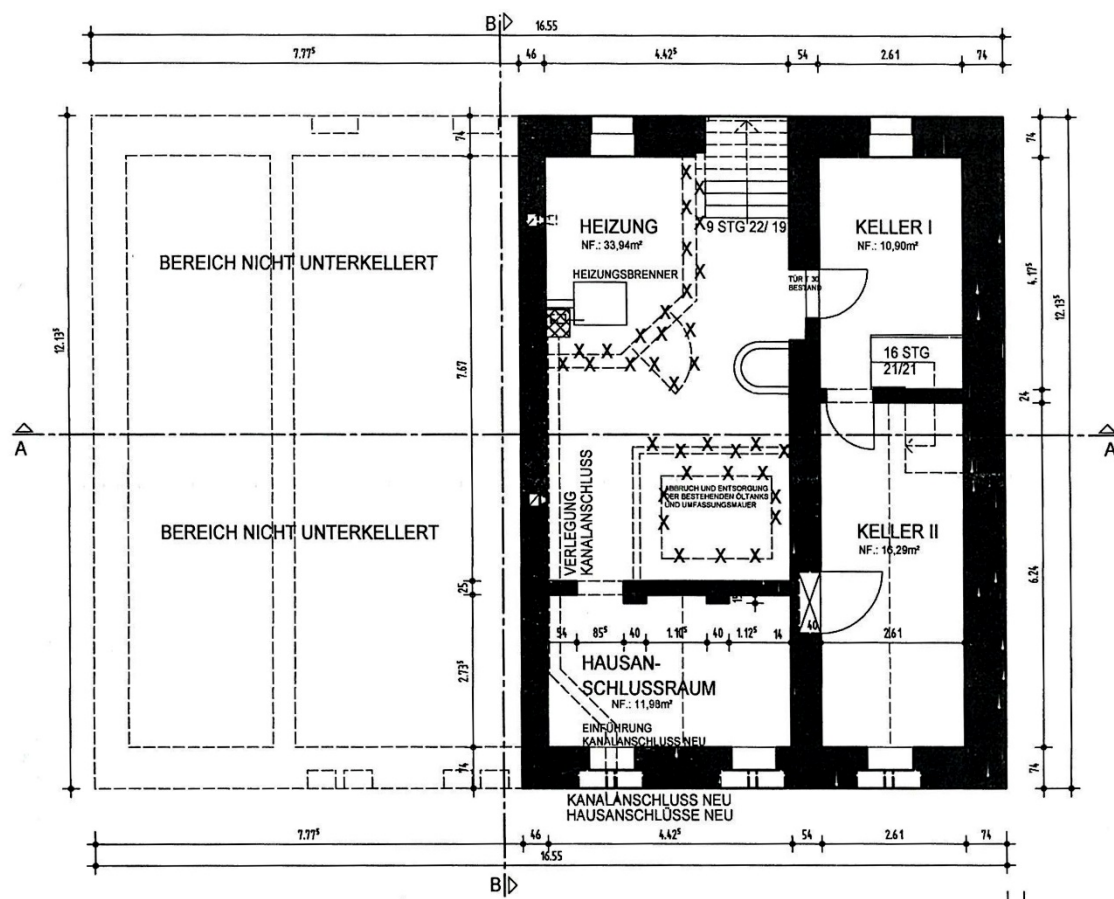 B
16.55
7.77⁵
46
4.42⁵
54
2.61
74
74
12.13⁵
7.67
25
2.73⁵
74
74
4.17⁵
24
6.24
74
12.13⁵
BEREICH NICHT UNTERKELLERT
HEIZUNG
NF.: 33,94m²
HEIZUNGSBRENNER
9 STG 22/ 19
KELLER I
NF.: 10,90m²
TÜR T 30
BESTAND
16 STG
21/21
A
A
BEREICH NICHT UNTERKELLERT
VERLEGUNG
KANALANSCHLUSS
ABBRUCH UND ENTSORGUNG
DER BESTEHENDEN ÖLTANKS
UND UMFASSUNGSMAUER
KELLER II
NF.: 16,29m²
15
54
85⁵
40
1.10⁵
40
1.12⁵
14
40
2.61
HAUSAN-
SCHLUSSRAUM
NF.: 11,98m²
EINFÜHRUNG
KANALANSCHLUSS NEU
KANALANSCHLUSS NEU
HAUSANSCHLÜSSE NEU
7.77⁵
46
4.42⁵
54
2.61
74
16.55
B